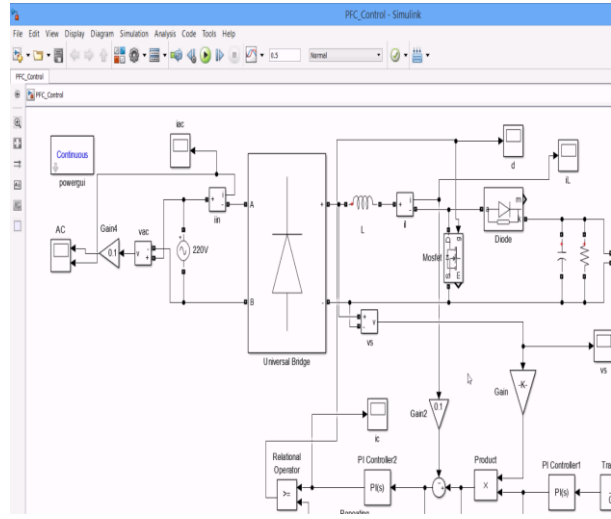 PFC_Control - Simulink
File Edit View Display Diagram Simulation Analysis Code Tools Help
0.5 Normal
PFC_Control
PFC_Control
Continuous
powergui
iac
iin
A
B
AC
Gain4
0.1
vac
220V
Universal Bridge
L
il
d
iL
Mosfet
Diode
m
a
k
vs
v
vs
Gain
-K-
Gain2
0.1
ic
Relational
Operator
>=
PI Controller2
PI(s)
Product
X
PI Controller1
PI(s)
Repeating